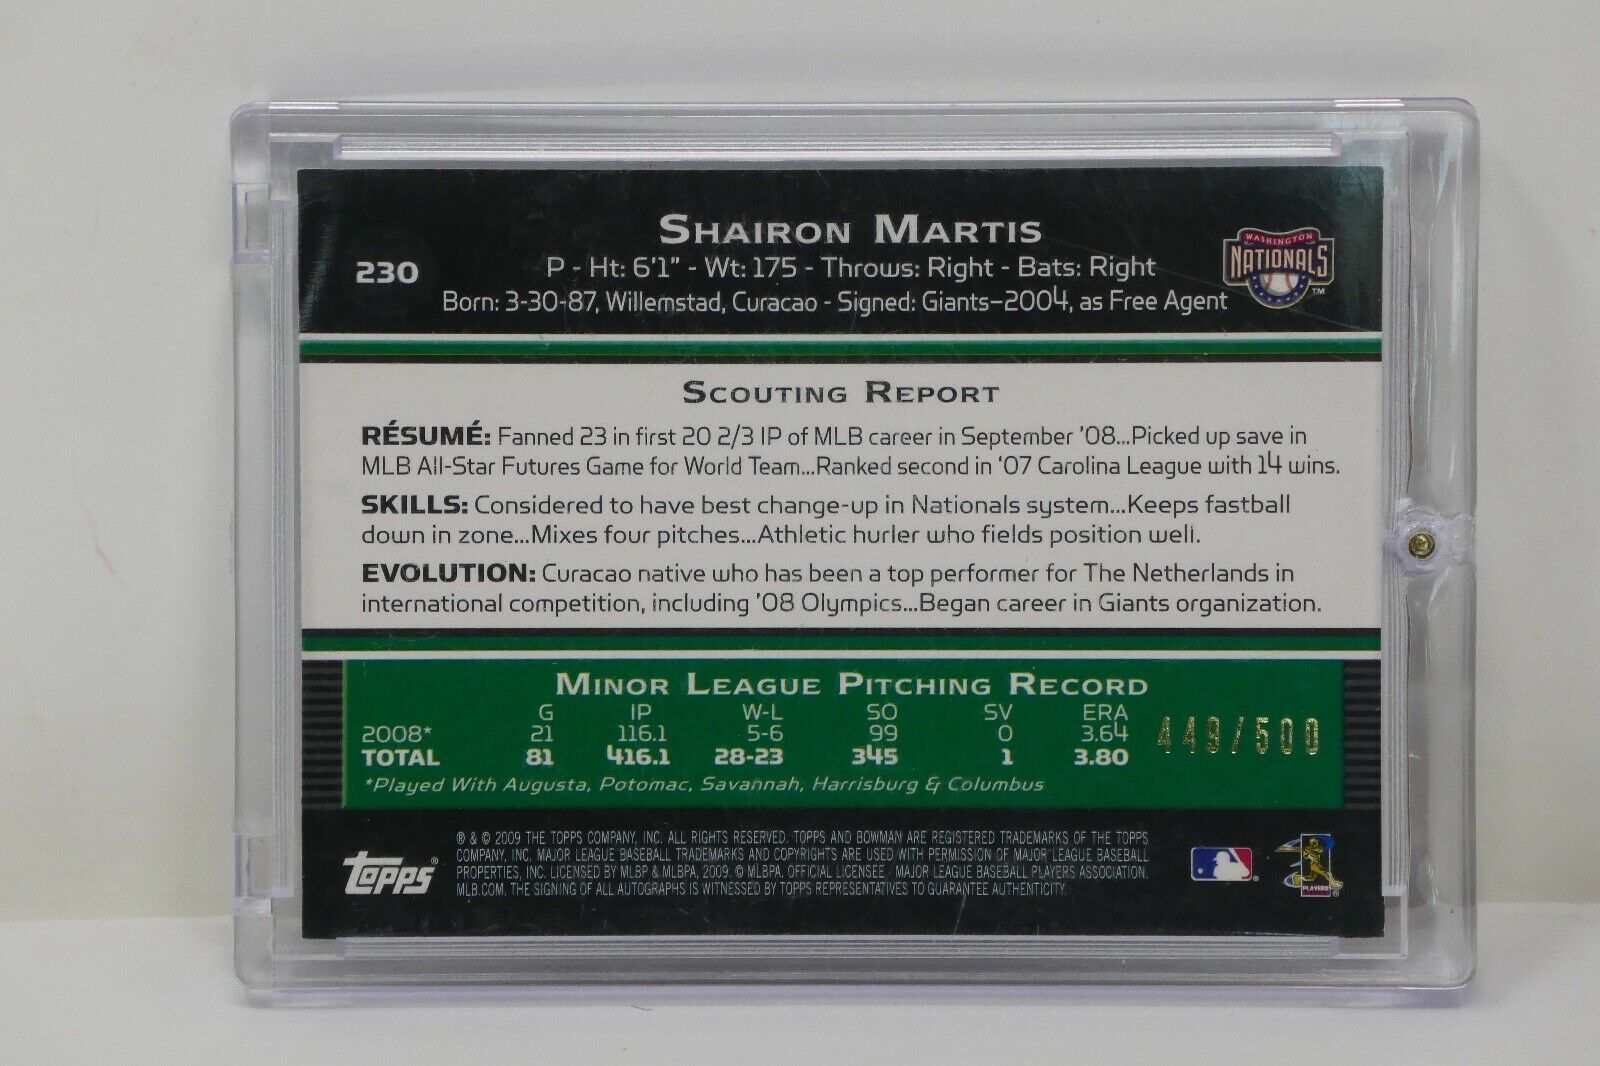 SHAIRON MARTIS
230
P - Ht: 6'1" - Wt: 175 - Throws: Right - Bats: Right
Born: 3-30-87, Willemstad, Curacao - Signed: Giants–2004, as Free Agent
WASHINGTON
NATIONALS
TM
SCOUTING REPORT
RÉSUMÉ: Fanned 23 in first 20 2/3 IP of MLB career in September '08...Picked up save in
MLB All-Star Futures Game for World Team...Ranked second in '07 Carolina League with 14 wins.
SKILLS: Considered to have best change-up in Nationals system...Keeps fastball
down in zone...Mixes four pitches...Athletic hurler who fields position well.
EVOLUTION: Curacao native who has been a top performer for The Netherlands in
international competition, including '08 Olympics...Began career in Giants organization.
MINOR LEAGUE PITCHING RECORD
G IP W-L SO SV ERA
2008* 21 116.1 5-6 99 0 3.64
TOTAL 81 416.1 28-23 345 1 3.80
449/500
*Played With Augusta, Potomac, Savannah, Harrisburg & Columbus
Topps®
® & © 2009 THE TOPPS COMPANY, INC. ALL RIGHTS RESERVED. TOPPS AND BOWMAN ARE REGISTERED TRADEMARKS OF THE TOPPS
COMPANY, INC. MAJOR LEAGUE BASEBALL TRADEMARKS AND COPYRIGHTS ARE USED WITH PERMISSION OF MAJOR LEAGUE BASEBALL
PROPERTIES, INC. LICENSED BY MLBP & MLBPA, 2009. © MLBPA. OFFICIAL LICENSEE - MAJOR LEAGUE BASEBALL PLAYERS ASSOCIATION.
MLB.COM. THE SIGNING OF ALL AUTOGRAPHS IS WITNESSED BY TOPPS REPRESENTATIVES TO GUARANTEE AUTHENTICITY.
PLAYERS